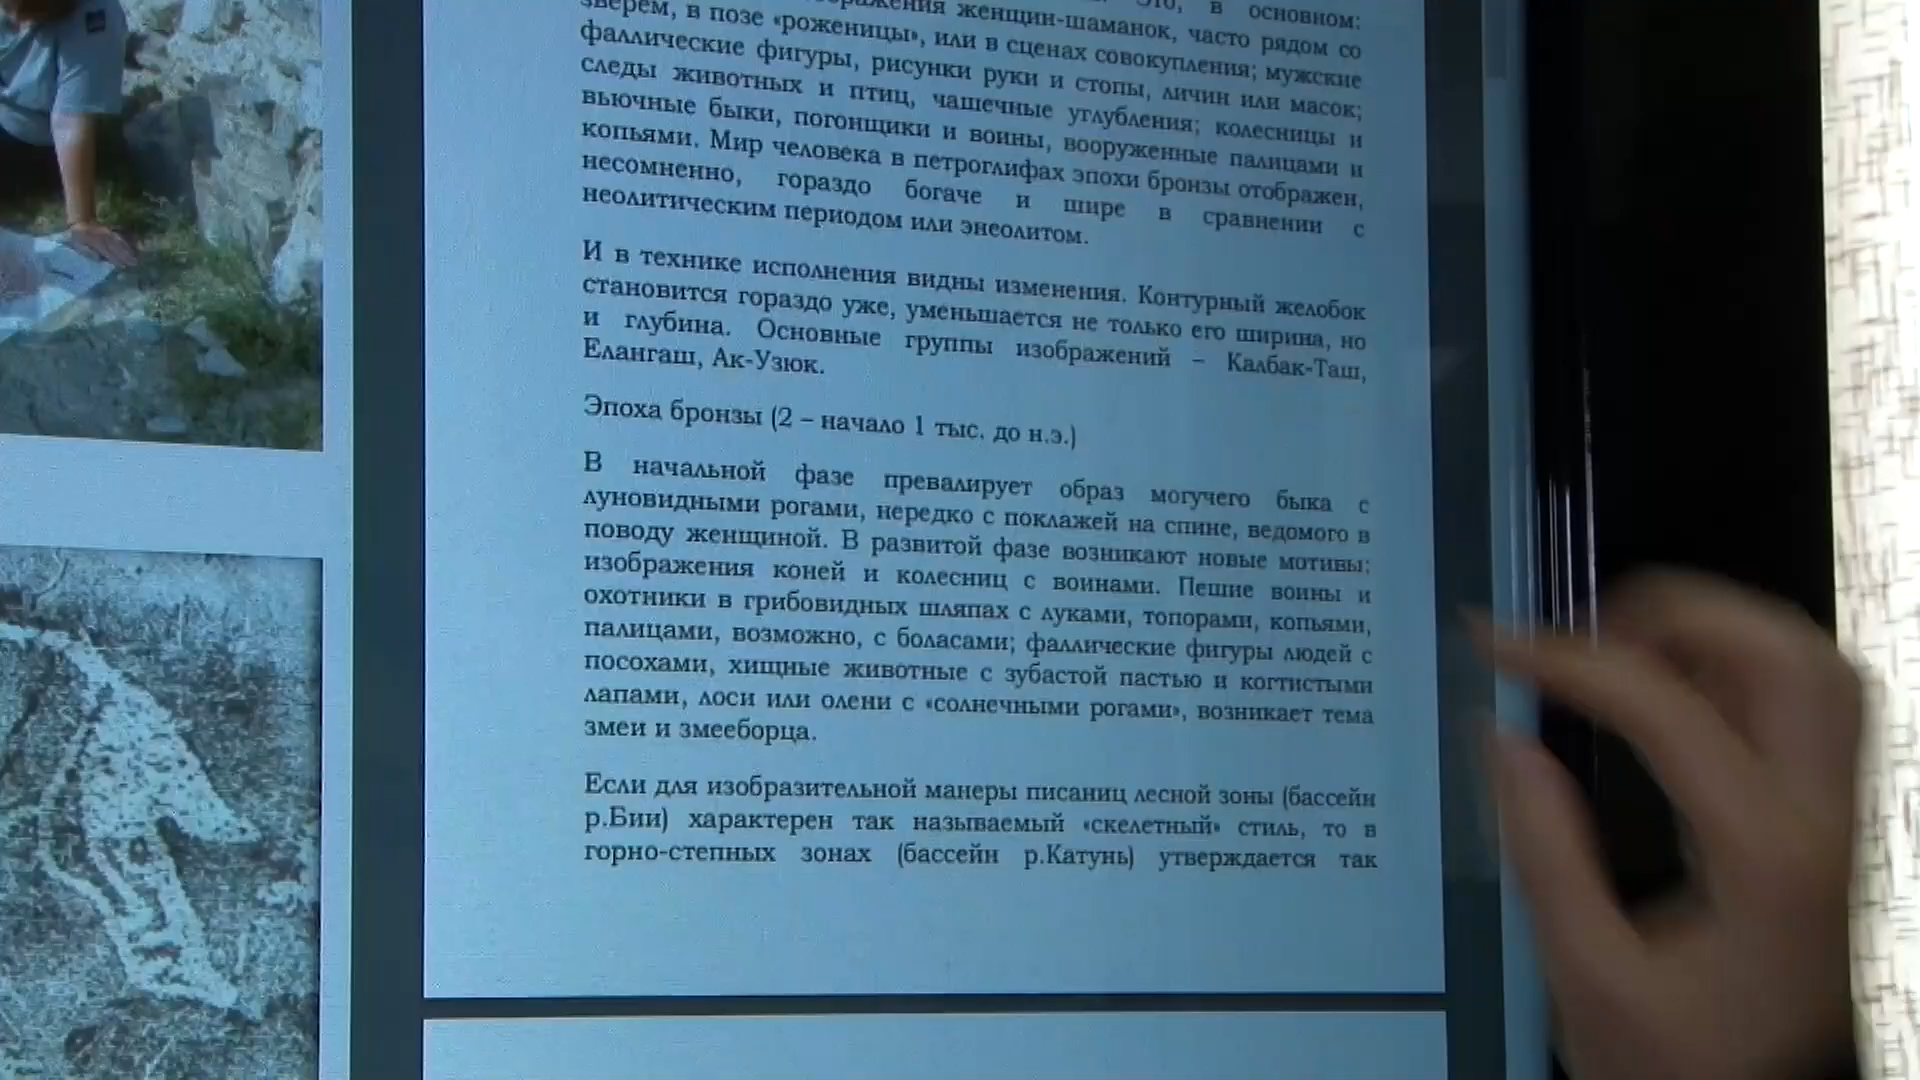 в основном:
женщин-шаманок, часто рядом со
зверем, в позе «роженицы», или в сценах совокупления; мужские
фаллические фигуры, рисунки руки и стопы, личин или масок;
следы животных и птиц, чашечные углубления; колесницы и
вьючные быки, погонщики и воины, вооруженные палицами и
копьями. Мир человека в петроглифах эпохи бронзы отображен,
несомненно, гораздо богаче и шире в сравнении с
неолитическим периодом или энеолитом.
И в технике исполнения видны изменения. Контурный желобок
становится гораздо уже, уменьшается не только его ширина, но
и глубина. Основные группы изображений – Калбак-Таш,
Елангаш, Ак-Узюк.
Эпоха бронзы (2 – начало 1 тыс. до н.э.)
В начальной фазе превалирует образ могучего быка с
луновидными рогами, нередко с поклажей на спине, ведомого в
поводу женщиной. В развитой фазе возникают новые мотивы:
изображения коней и колесниц с воинами. Пешие воины и
охотники в грибовидных шляпах с луками, топорами, копьями,
палицами, возможно, с боласами; фаллические фигуры людей с
посохами, хищные животные с зубастой пастью и когтистыми
лапами, лоси или олени с «солнечными рогами», возникает тема
змеи и змееборца.
Если для изобразительной манеры писаниц лесной зоны (бассейн
р.Бии) характерен так называемый «скелетный» стиль, то в
горно-степных зонах (бассейн р.Катунь) утверждается так